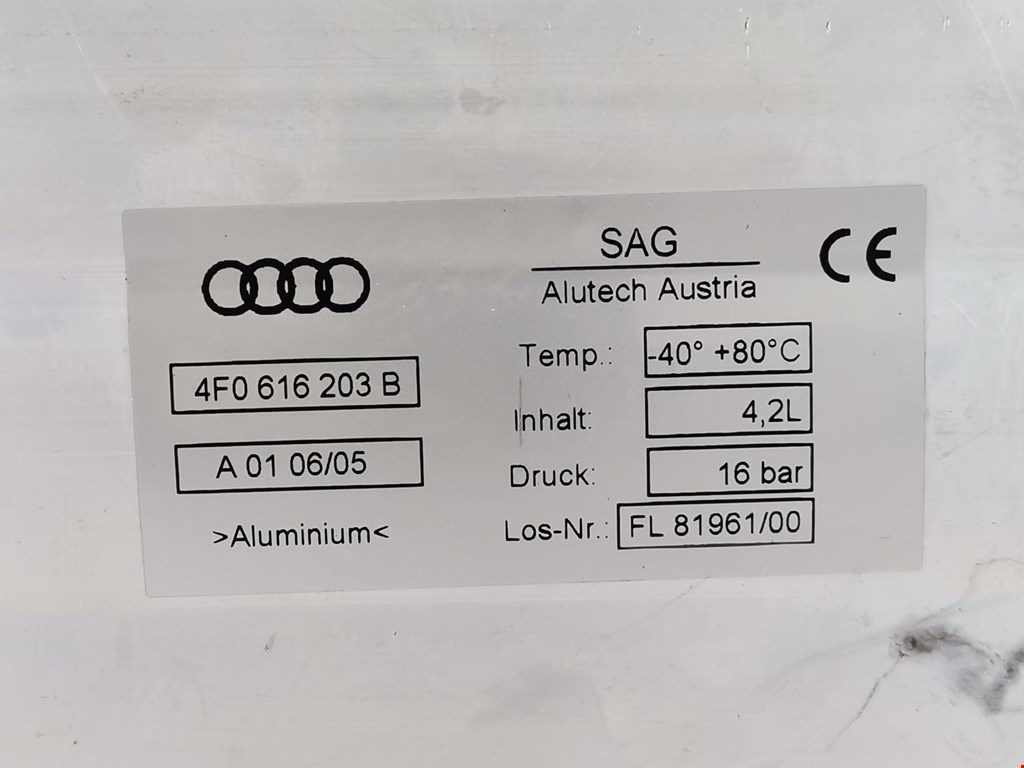 4F0 616 203 B
A 01 06/05
>Aluminium<
SAG
Alutech Austria
CE
Temp.: -40° +80°C
Inhalt: 4,2L
Druck: 16 bar
Los-Nr.: FL 81961/00